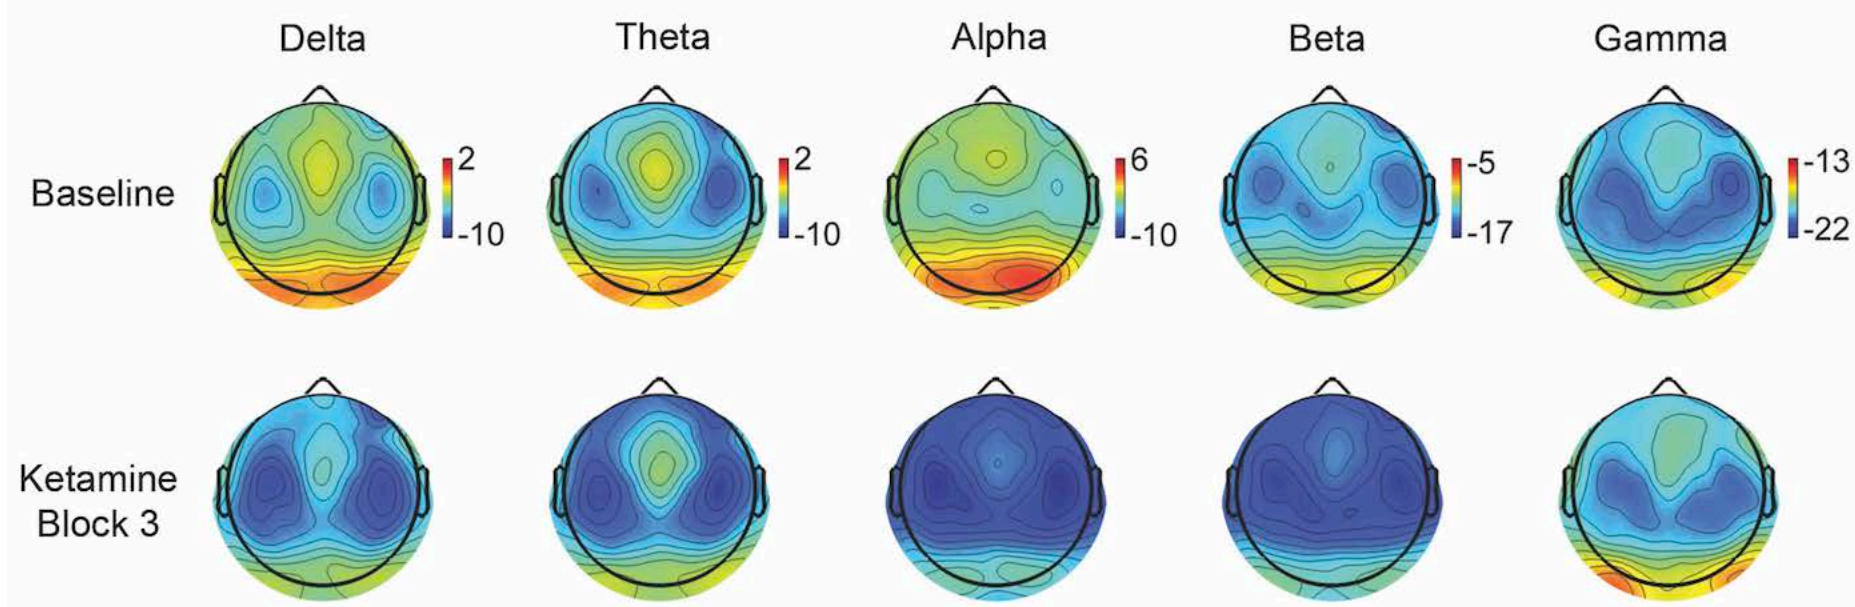 Delta Theta Alpha Beta Gamma
Baseline
2 2 6 -5 -13
-10 -10 -10 -17 -22
Ketamine
Block 3